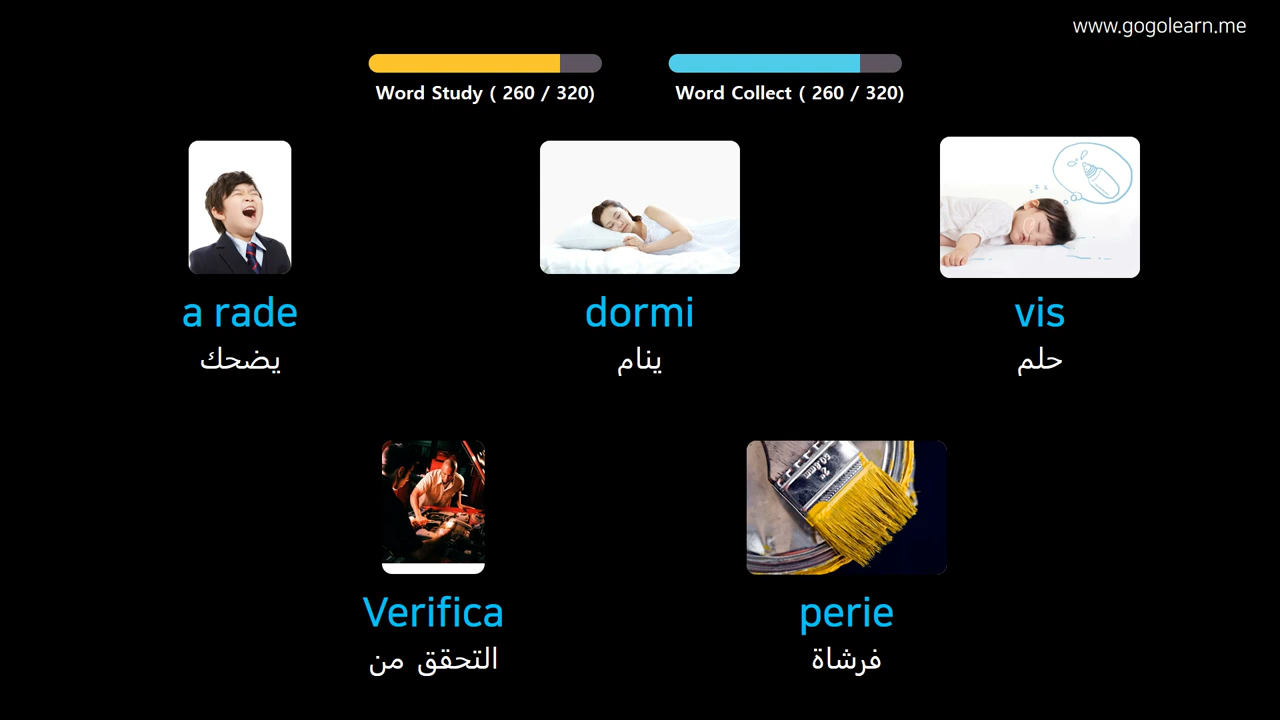 www.gogolearn.me
Word Study ( 260 / 320)
Word Collect ( 260 / 320)
a rade
يضحك
dormi
ينام
vis
حلم
Verifica
التحقق من
perie
فرشاة